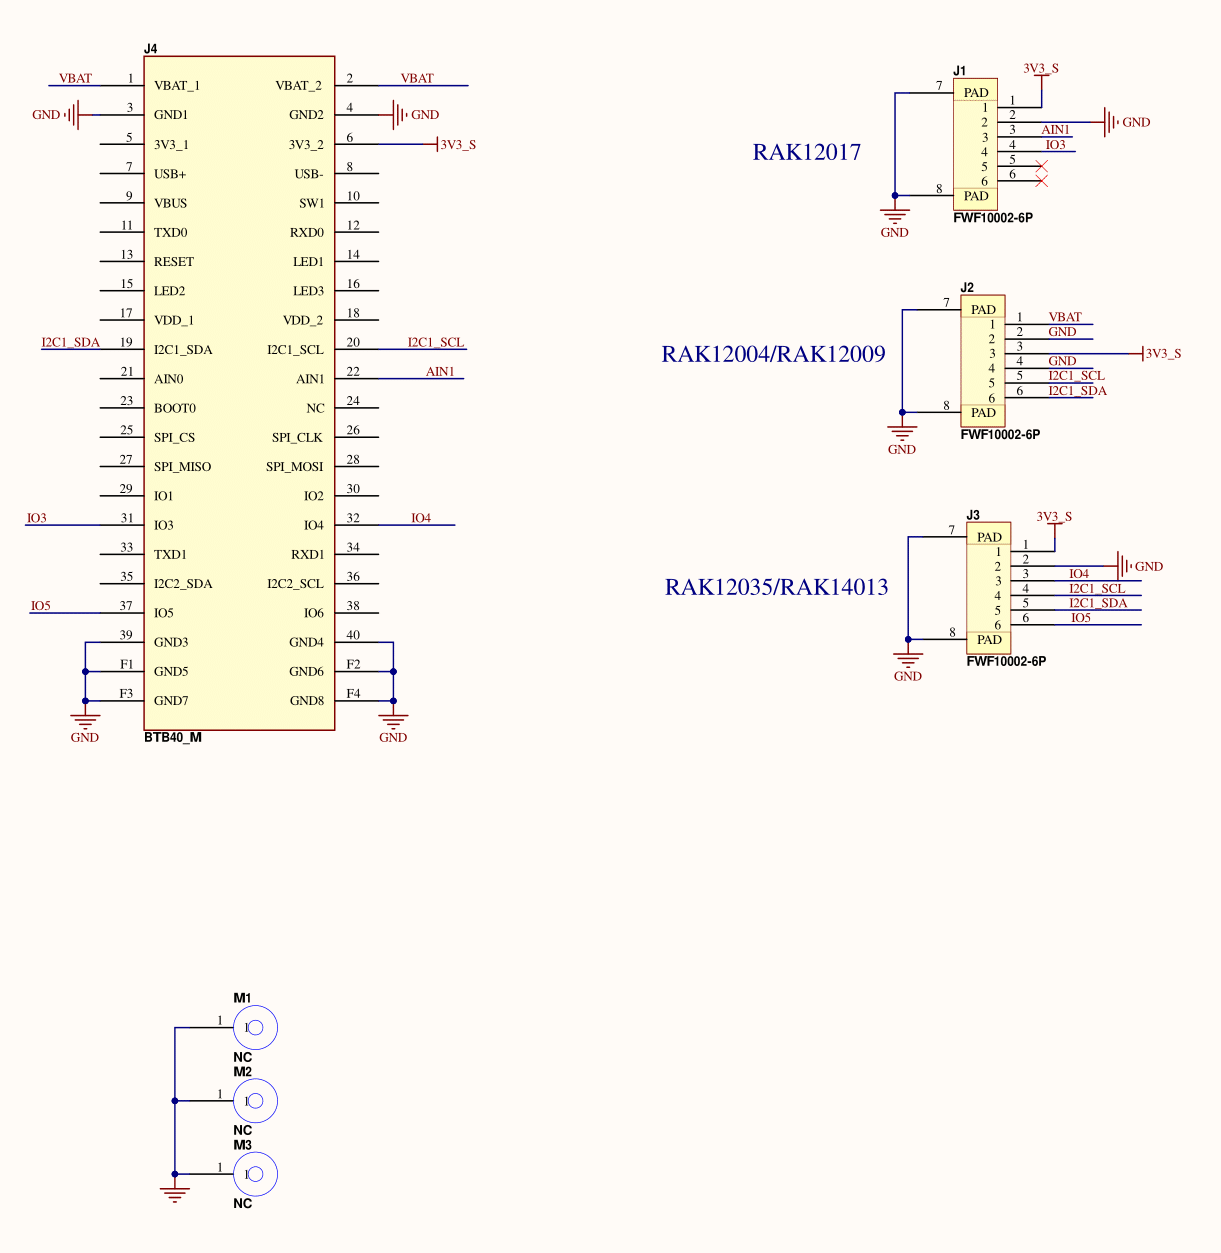 J4
VBAT 1 VBAT_1 VBAT_2 2 VBAT
GND 3 GND1 GND2 4 GND
5 3V3_1 3V3_2 6 3V3_S
7 USB+ USB- 8
9 VBUS SW1 10
11 TXD0 RXD0 12
13 RESET LED1 14
15 LED2 LED3 16
17 VDD_1 VDD_2 18
I2C1_SDA 19 I2C1_SDA I2C1_SCL 20 I2C1_SCL
21 AIN0 AIN1 22 AIN1
23 BOOT0 NC 24
25 SPI_CS SPI_CLK 26
27 SPI_MISO SPI_MOSI 28
29 IO1 IO2 30
IO3 31 IO3 IO4 32 IO4
33 TXD1 RXD1 34
35 I2C2_SDA I2C2_SCL 36
IO5 37 IO5 IO6 38
39 GND3 GND4 40
F1 GND5 GND6 F2
F3 GND7 GND8 F4
GND GND
BTB40_M
RAK12017
J1
3V3_S
7 PAD
1 1
2 2 GND
3 3 AIN1
4 4 IO3
5 5
6 6
8 PAD
GND
FWF10002-6P
RAK12004/RAK12009
J2
7 PAD
1 1 VBAT
2 2 GND
3 3 3V3_S
4 4 GND
5 5 I2C1_SCL
6 6 I2C1_SDA
8 PAD
GND
FWF10002-6P
RAK12035/RAK14013
J3
3V3_S
7 PAD
1 1
2 2 GND
3 3 IO4
4 4 I2C1_SCL
5 5 I2C1_SDA
6 6 IO5
8 PAD
GND
FWF10002-6P
M1
1 1
NC
M2
1 1
NC
M3
1 1
NC